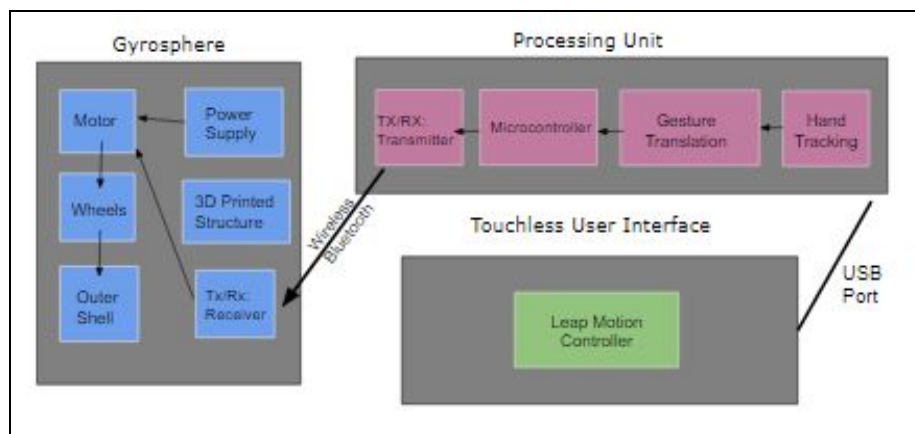 Gyrosphere
Motor
Power
Supply
Wheels
3D Printed
Structure
Outer
Shell
Tx/Rx:
Receiver
Wireless
Bluetooth
Processing Unit
TX/RX:
Transmitter
Microcontroller
Gesture
Translation
Hand
Tracking
Touchless User Interface
Leap Motion
Controller
USB
Port